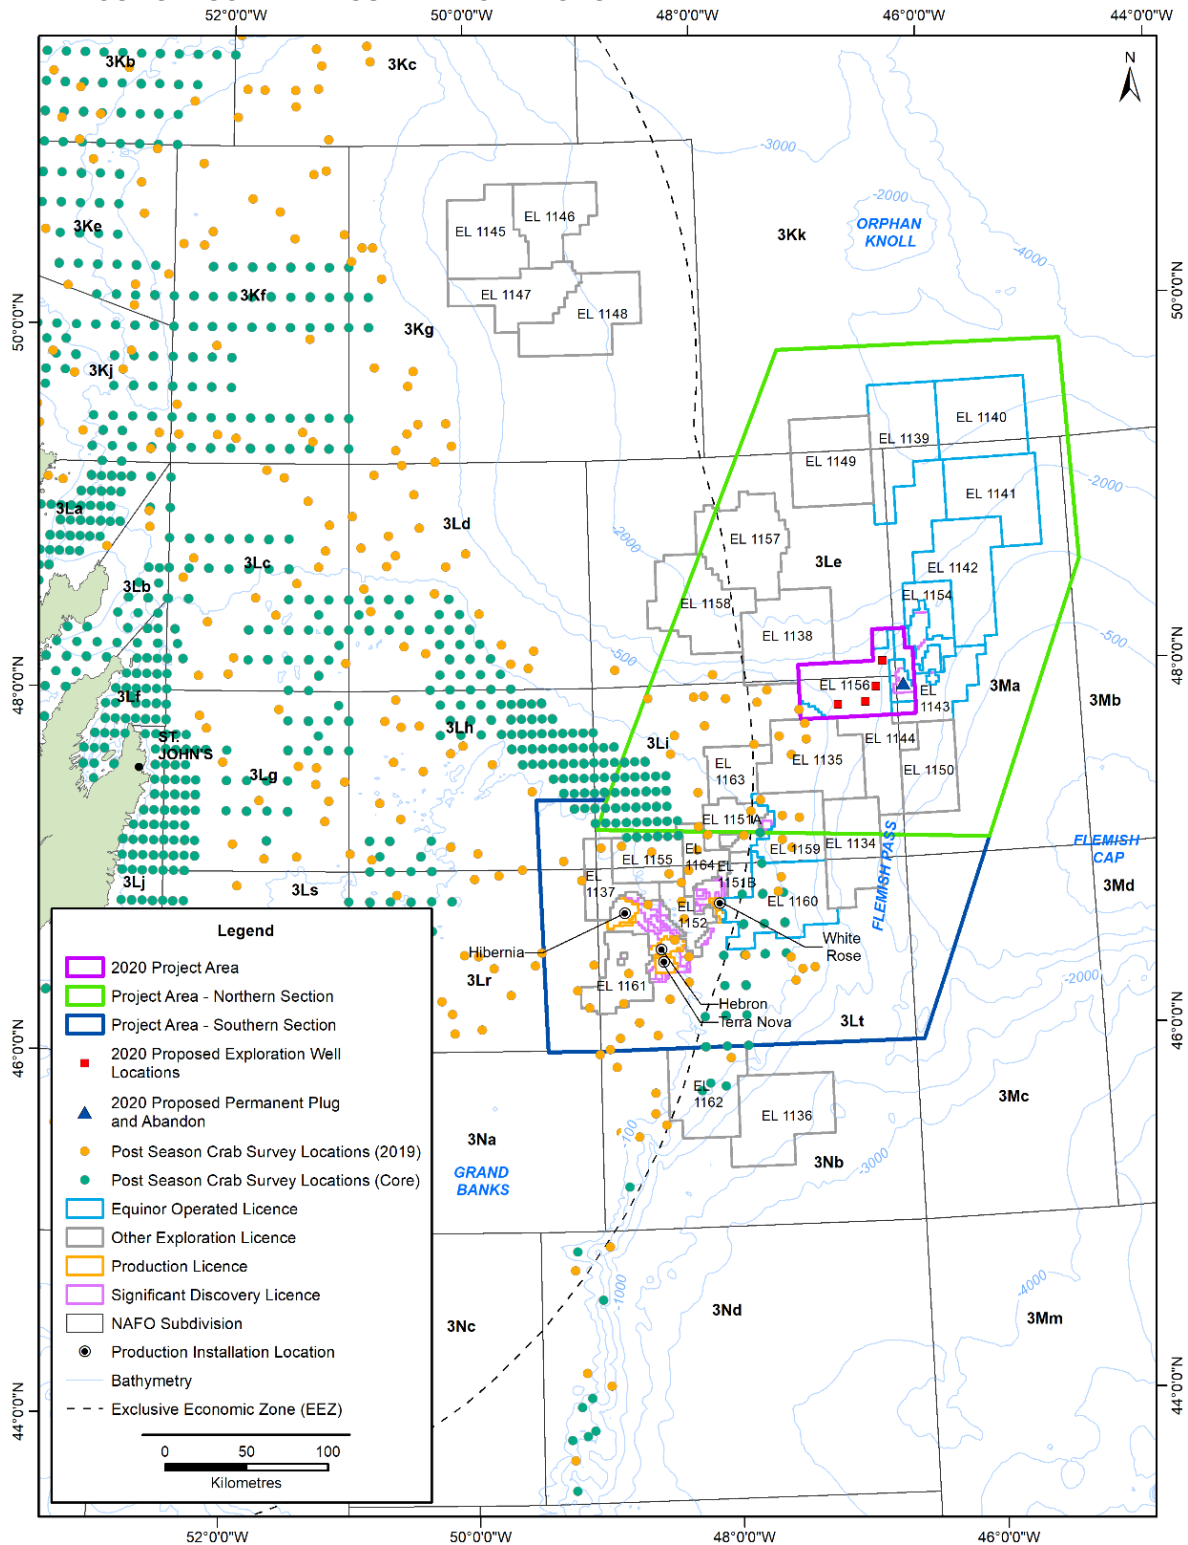 52°0'0"W
50°0'0"W
48°0'0"W
46°0'0"W
44°0'0"W
N
3Kb
3Kc
-3000
-2000
ORPHAN
KNOLL
3Kk
-4000
3Ke
EL 1145
EL 1146
EL 1147
EL 1148
3Kf
3Kg
50°0'0"N
50°0'0"N
3Kj
EL 1139
EL 1140
EL 1149
EL 1141
-2000
3La
3Ld
-2000
EL 1157
3Le
3Lc
EL 1142
3Lb
EL 1154
EL 1158
EL 1138
-500
-500
48°0'0"N
48°0'0"N
3Lf
EL 1156
EL
1143
3Ma
3Mb
ST.
JOHN'S
3Lh
3Li
EL 1144
EL 1135
EL
1163
EL 1150
3Lg
EL 1151A
EL 1159
EL 1134
FLEMISH PASS
FLEMISH
CAP
EL 1155
EL
1164
EL
1151B
3Lj
3Ls
EL
1137
3Md
EL 1160
EL
1152
White
Rose
Hibernia
3Lr
EL 1161
-2000
Hebron
Terra Nova
3Lt
46°0'0"N
46°0'0"N
EL
1162
EL 1136
3Mc
-100
3Na
GRAND
BANKS
-3000
3Nb
-1000
-4000
3Nc
3Nd
3Mm
44°0'0"N
44°0'0"N
Legend
2020 Project Area
Project Area - Northern Section
Project Area - Southern Section
2020 Proposed Exploration Well
Locations
2020 Proposed Permanent Plug
and Abandon
Post Season Crab Survey Locations (2019)
Post Season Crab Survey Locations (Core)
Equinor Operated Licence
Other Exploration Licence
Production Licence
Significant Discovery Licence
NAFO Subdivision
Production Installation Location
Bathymetry
Exclusive Economic Zone (EEZ)
0
50
100
Kilometres
52°0'0"W
50°0'0"W
48°0'0"W
46°0'0"W